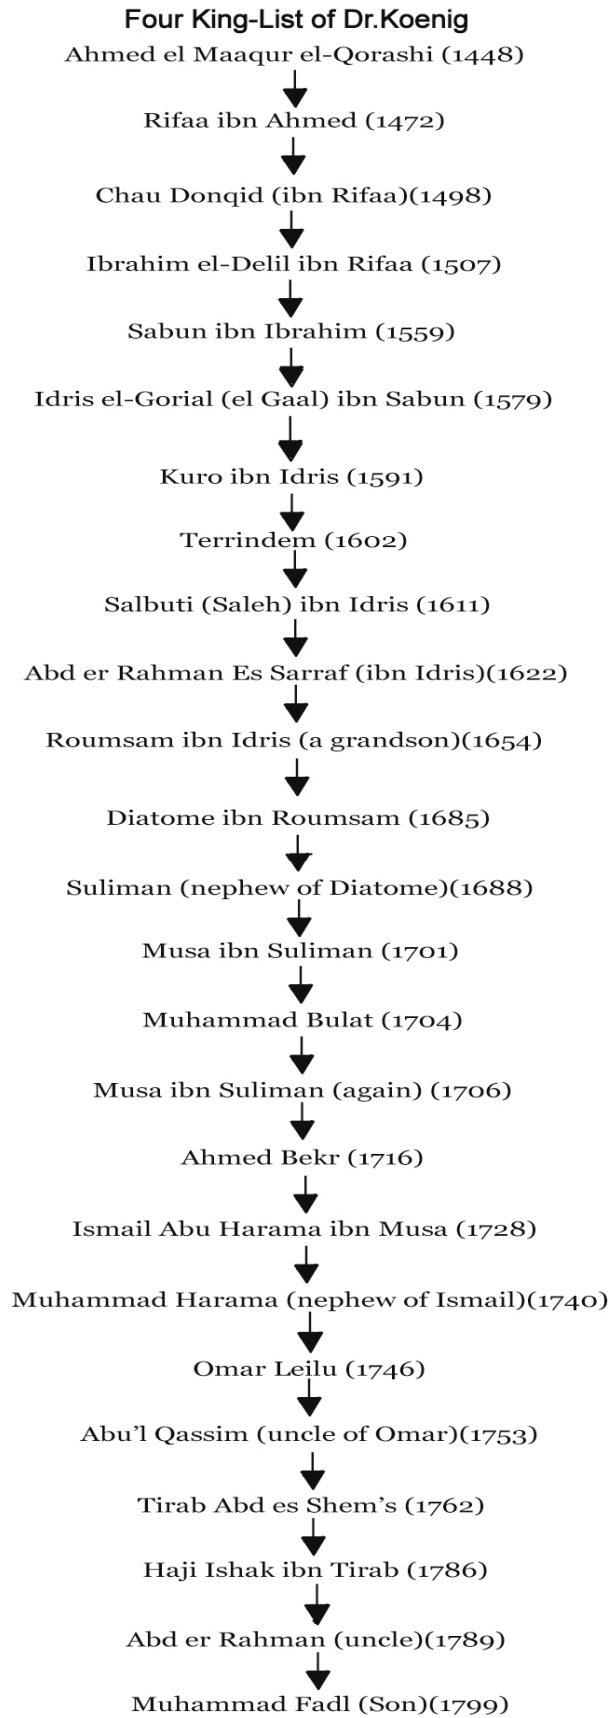 Four King-List of Dr.Koenig
Ahmed el Maaqur el-Qorashi (1448)
Rifaa ibn Ahmed (1472)
Chau Donqid (ibn Rifaa)(1498)
Ibrahim el-Delil ibn Rifaa (1507)
Sabun ibn Ibrahim (1559)
Idris el-Gorial (el Gaal) ibn Sabun (1579)
Kuro ibn Idris (1591)
Terrindem (1602)
Salbuti (Saleh) ibn Idris (1611)
Abd er Rahman Es Sarraf (ibn Idris)(1622)
Roumsam ibn Idris (a grandson)(1654)
Diatome ibn Roumsam (1685)
Suliman (nephew of Diatome)(1688)
Musa ibn Suliman (1701)
Muhammad Bulat (1704)
Musa ibn Suliman (again) (1706)
Ahmed Bekr (1716)
Ismail Abu Harama ibn Musa (1728)
Muhammad Harama (nephew of Ismail)(1740)
Omar Leilu (1746)
Abu’l Qassim (uncle of Omar)(1753)
Tirab Abd es Shem’s (1762)
Haji Ishak ibn Tirab (1786)
Abd er Rahman (uncle)(1789)
Muhammad Fadl (Son)(1799)